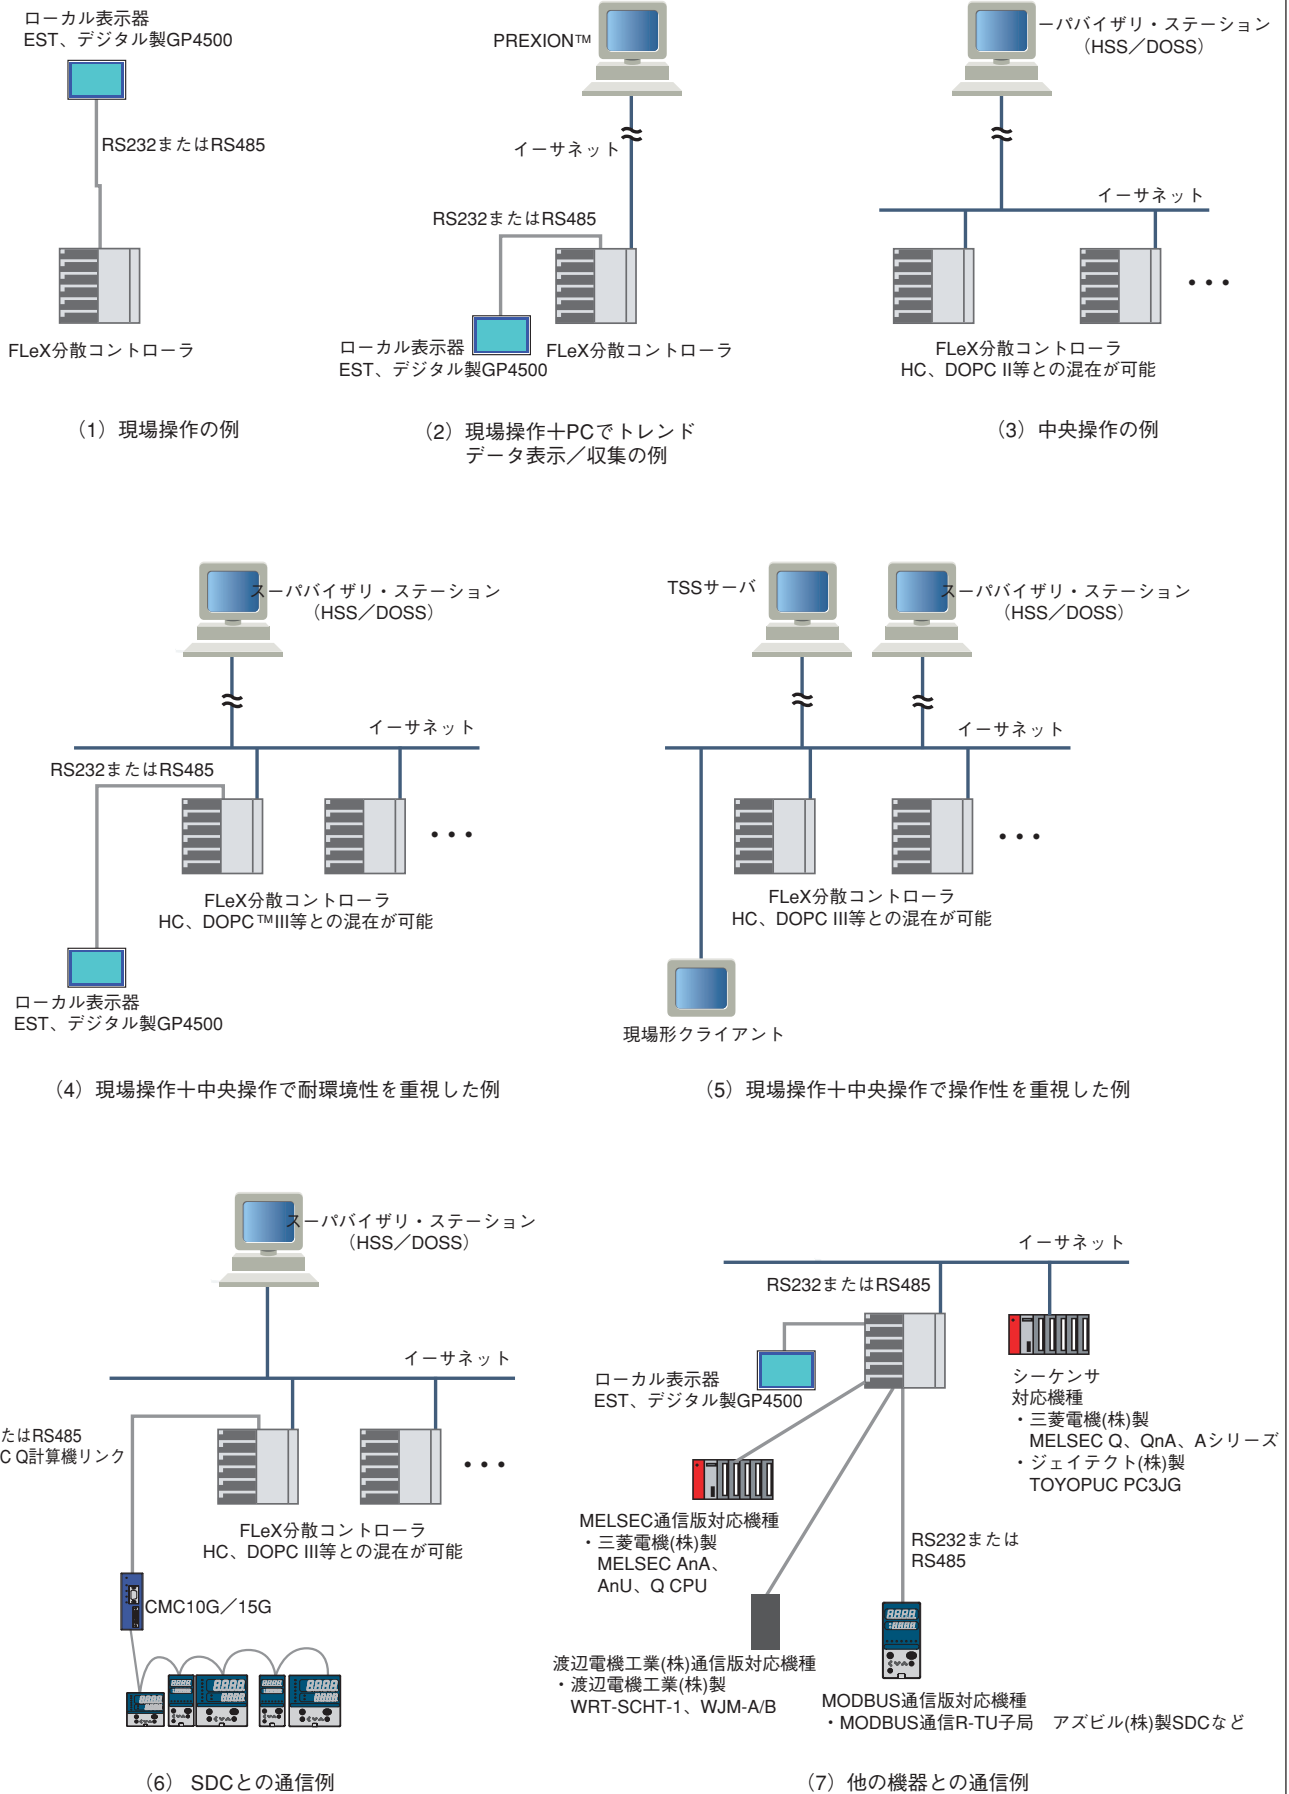 ローカル表示器
EST、デジタル製GP4500
RS232またはRS485
FLeX分散コントローラ
(1) 現場操作の例
PREXION™
イーサネット
RS232またはRS485
ローカル表示器
EST、デジタル製GP4500
FLeX分散コントローラ
(2) 現場操作+PCでトレンド
データ表示/収集の例
ーパバイザリ・ステーション
(HSS/DOSS)
イーサネット
FLeX分散コントローラ
HC、DOPC II等との混在が可能
(3) 中央操作の例
スーパバイザリ・ステーション
(HSS/DOSS)
イーサネット
RS232またはRS485
FLeX分散コントローラ
HC、DOPC™III等との混在が可能
ローカル表示器
EST、デジタル製GP4500
(4) 現場操作+中央操作で耐環境性を重視した例
TSSサーバ
スーパバイザリ・ステーション
(HSS/DOSS)
イーサネット
FLeX分散コントローラ
HC、DOPC III等との混在が可能
現場形クライアント
(5) 現場操作+中央操作で操作性を重視した例
スーパバイザリ・ステーション
(HSS/DOSS)
イーサネット
たはRS485
C Q計算機リンク
FLeX分散コントローラ
HC、DOPC III等との混在が可能
CMC10G/15G
(6) SDCとの通信例
イーサネット
RS232またはRS485
ローカル表示器
EST、デジタル製GP4500
シーケンサ
対応機種
・三菱電機(株)製
MELSEC Q、QnA、Aシリーズ
・ジェイテクト(株)製
TOYOPUC PC3JG
MELSEC通信版対応機種
・三菱電機(株)製
MELSEC AnA、
AnU、Q CPU
RS232または
RS485
渡辺電機工業(株)通信版対応機種
・渡辺電機工業(株)製
WRT-SCHT-1、WJM-A/B
MODBUS通信版対応機種
・MODBUS通信R-TU子局 アズビル(株)製SDCなど
(7) 他の機器との通信例